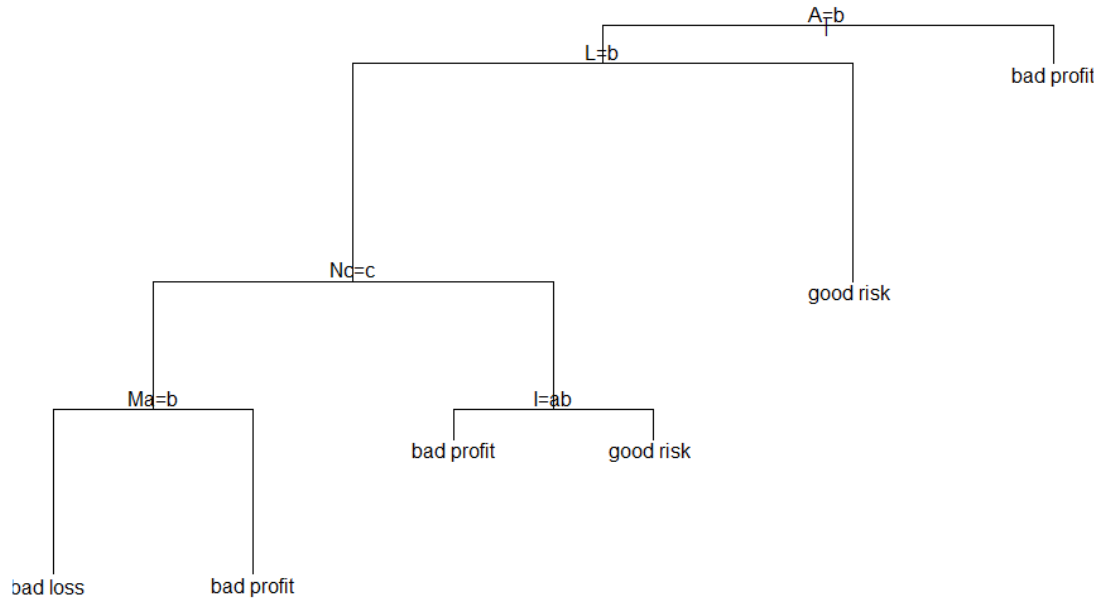 A=b
L=b
bad profit
Nc=c
good risk
Ma=b
I=ab
bad profit
good risk
bad loss
bad profit